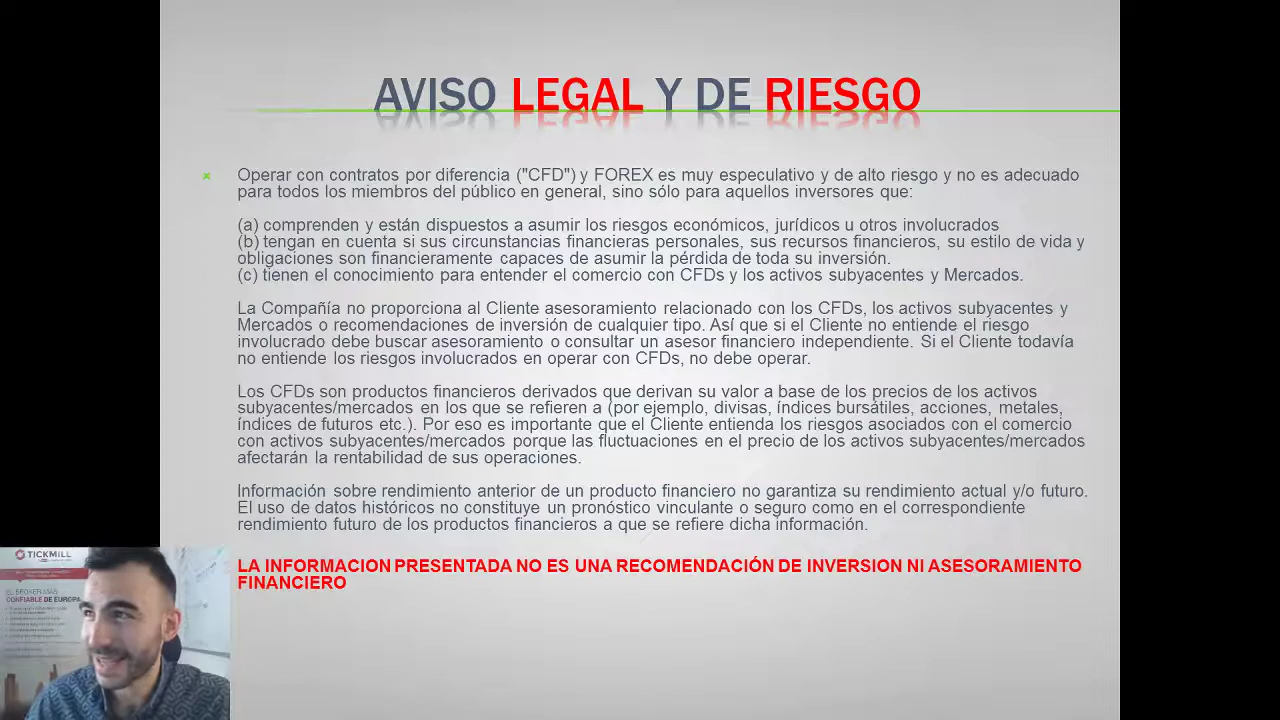 AVISO LEGAL Y DE RIESGO
Operar con contratos por diferencia ("CFD") y FOREX es muy especulativo y de alto riesgo y no es adecuado
para todos los miembros del público en general, sino sólo para aquellos inversores que:
(a) comprenden y están dispuestos a asumir los riesgos económicos, jurídicos u otros involucrados
(b) tengan en cuenta si sus circunstancias financieras personales, sus recursos financieros, su estilo de vida y
obligaciones son financieramente capaces de asumir la pérdida de toda su inversión.
(c) tienen el conocimiento para entender el comercio con CFDs y los activos subyacentes y Mercados.
La Compañía no proporciona al Cliente asesoramiento relacionado con los CFDs, los activos subyacentes y
Mercados o recomendaciones de inversión de cualquier tipo. Así que si el Cliente no entiende el riesgo
involucrado debe buscar asesoramiento o consultar un asesor financiero independiente. Si el Cliente todavía
no entiende los riesgos involucrados en operar con CFDs, no debe operar.
Los CFDs son productos financieros derivados que derivan su valor a base de los precios de los activos
subyacentes/mercados en los que se refieren a (por ejemplo, divisas, índices bursátiles, acciones, metales,
índices de futuros etc.). Por eso es importante que el Cliente entienda los riesgos asociados con el comercio
con activos subyacentes/mercados porque las fluctuaciones en el precio de los activos subyacentes/mercados
afectarán la rentabilidad de sus operaciones.
Información sobre rendimiento anterior de un producto financiero no garantiza su rendimiento actual y/o futuro.
El uso de datos históricos no constituye un pronóstico vinculante o seguro como en el correspondiente
rendimiento futuro de los productos financieros a que se refiere dicha información.
LA INFORMACION PRESENTADA NO ES UNA RECOMENDACIÓN DE INVERSION NI ASESORAMIENTO
FINANCIERO
TICKMILL
EL BROKER MÁS
CONFIABLE DE EUROPA